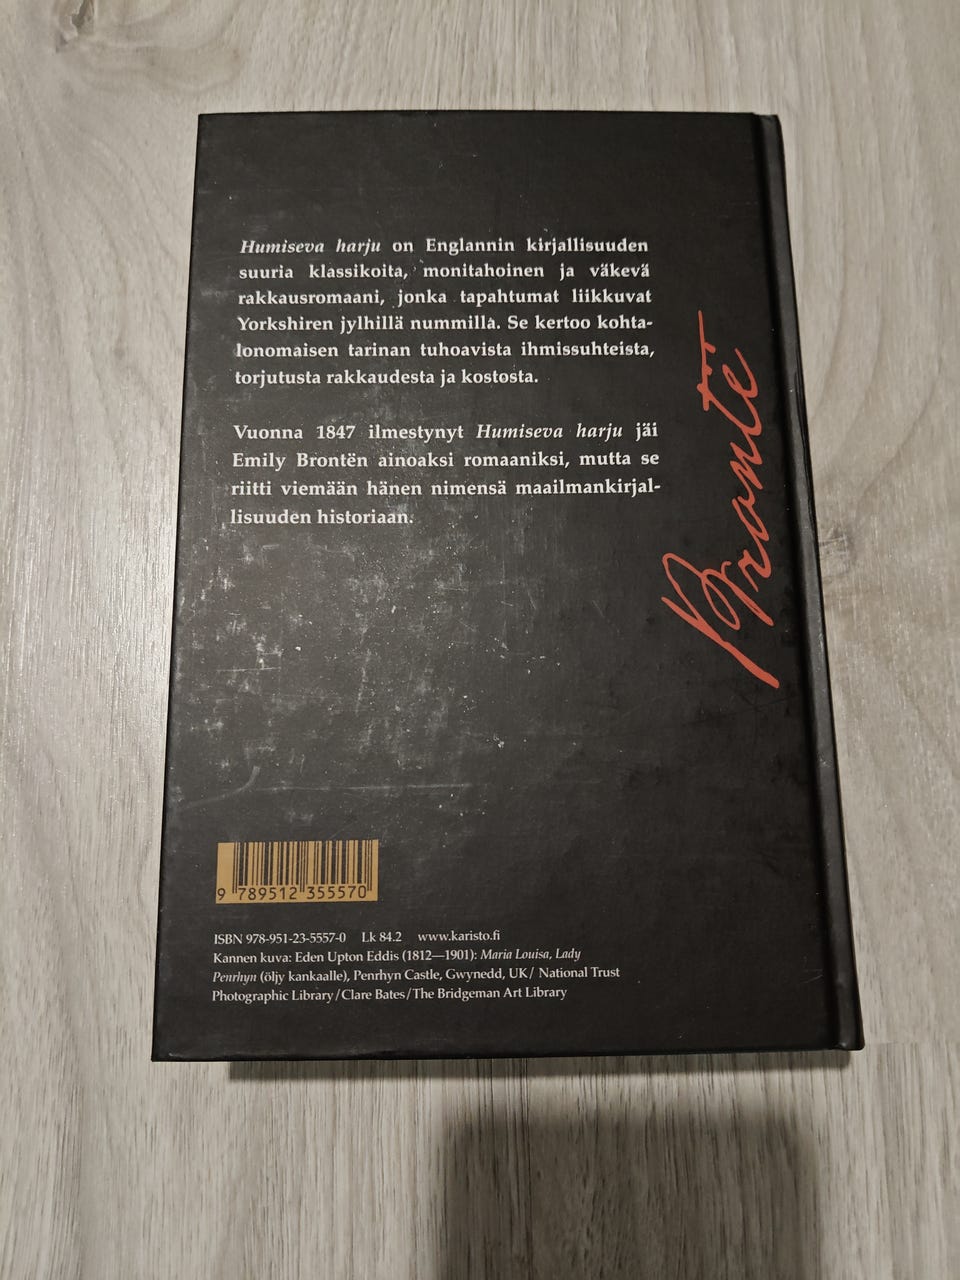 Humiseva harju on Englannin kirjallisuuden
suuria klassikoita, monitahoinen ja väkevä
rakkausromaani, jonka tapahtumat liikkuvat
Yorkshiren jylhillä nummilla. Se kertoo kohta-
lonomaisen tarinan tuhoavista ihmissuhteista,
torjutusta rakkaudesta ja kostosta.
Vuonna 1847 ilmestynyt Humiseva harju jäi
Emily Brontën ainoaksi romaaniksi, mutta se
riitti viemään hänen nimensä maailmankirjal-
lisuuden historiaan.
Brontë
9 789512 355570
ISBN 978-951-23-5557-0 Lk 84.2 www.karisto.fi
Kannen kuva: Eden Upton Eddis (1812—1901): Maria Louisa, Lady
Penrhyn (öljy kankaalle), Penrhyn Castle, Gwynedd, UK/ National Trust
Photographic Library/Clare Bates/The Bridgeman Art Library